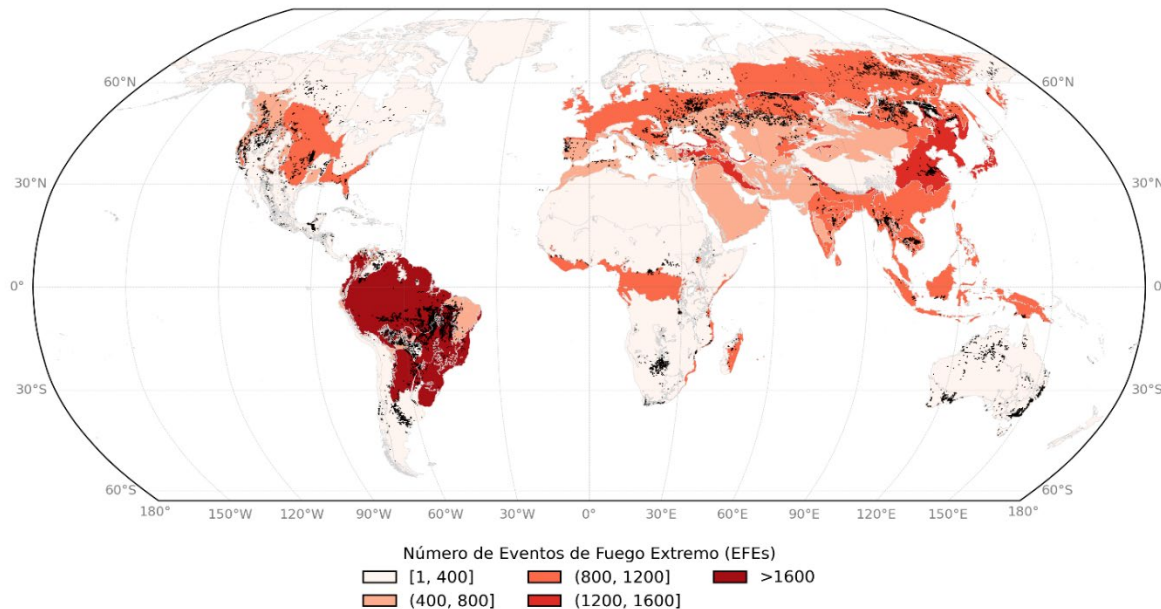 60°N
60°N
30°N
30°N
0°
0°
30°S
30°S
60°S
60°S
180° 150°W 120°W 90°W 60°W 30°W 0° 30°E 60°E 90°E 120°E 150°E 180°
Número de Eventos de Fuego Extremo (EFEs)
[1, 400] (800, 1200] >1600
(400, 800] (1200, 1600]